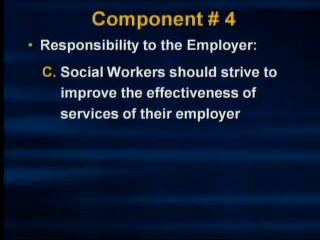 Component # 4
• Responsibility to the Employer:
C. Social Workers should strive to
improve the effectiveness of
services of their employer